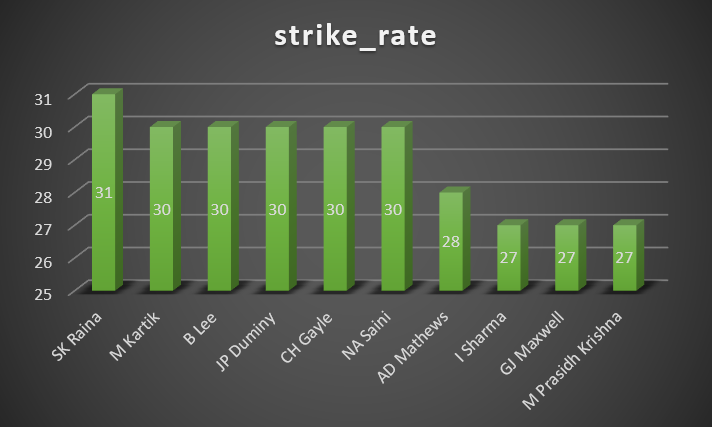 strike_rate
31
30
29
28
27
26
25
31
30
30
30
30
30
28
27
27
27
SK Raina
M Kartik
B Lee
JP Duminy
CH Gayle
NA Saini
AD Mathews
I Sharma
GJ Maxwell
M Prasidh Krishna